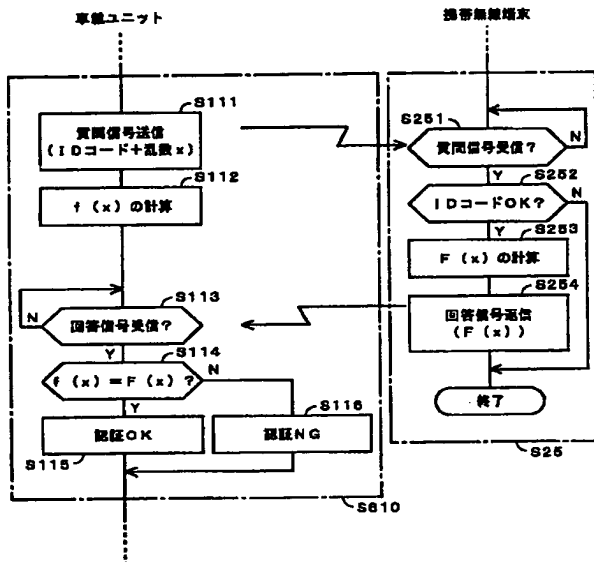 車載ユニット
S111
質問信号送信
(IDコード+乱数x)
S112
f(x)の計算
S113
N
回答信号受信?
Y
S114
f(x)=F(x)?
N
Y
S116
認証OK
認証NG
S115
S610
携帯無線端末
S251
N
質問信号受信?
Y
S252
N
IDコードOK?
Y
S253
F(x)の計算
S254
回答信号返信
(F(x))
終了
S25